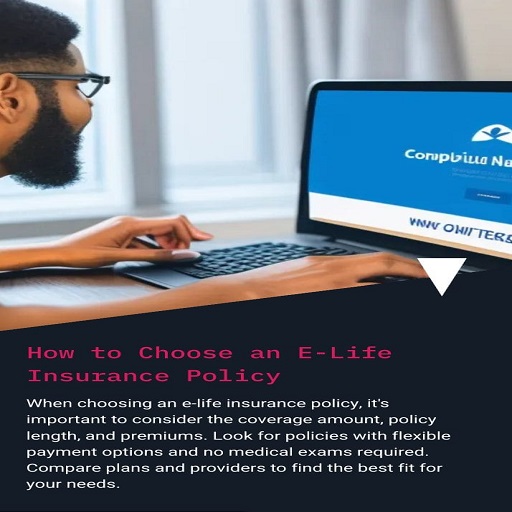 How to Choose an E-Life
Insurance Policy
When choosing an e-life insurance policy, it's
important to consider the coverage amount, policy
length, and premiums. Look for policies with flexible
payment options and no medical exams required.
Compare plans and providers to find the best fit for
your needs.